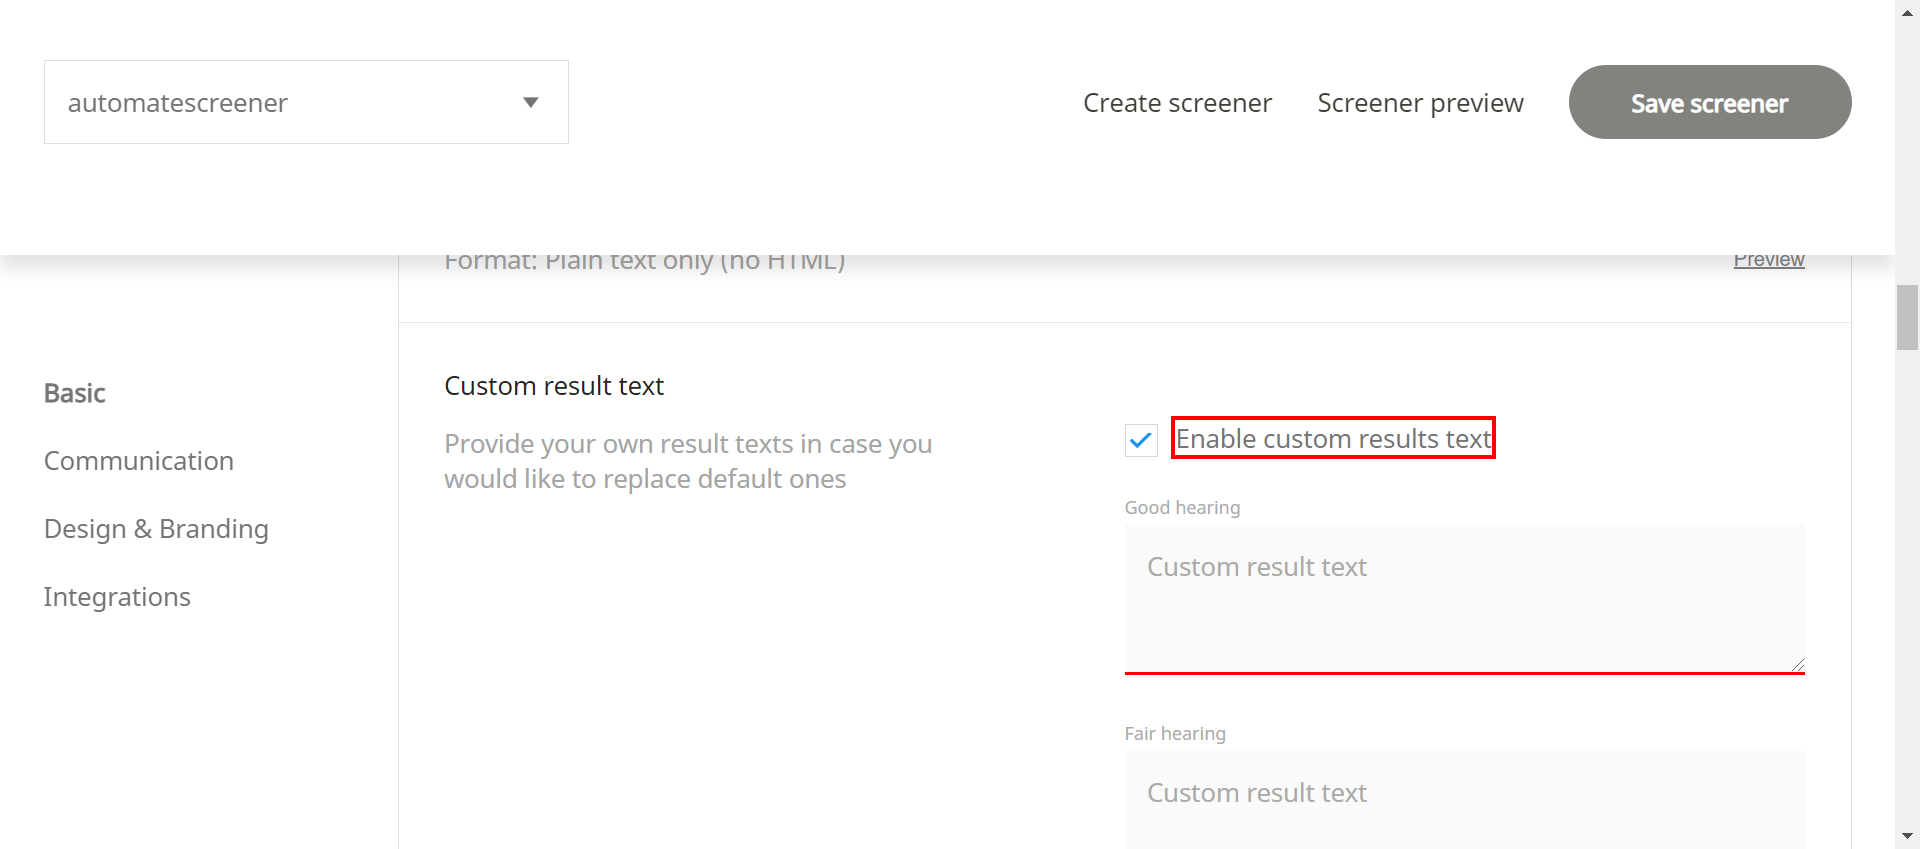 automatescreener
Create screener
Screener preview
Save screener
Format: Plain text only (no HTML)
Preview
Basic
Communication
Design & Branding
Integrations
Custom result text
Provide your own result texts in case you
would like to replace default ones
Enable custom results text
Good hearing
Custom result text
Fair hearing
Custom result text